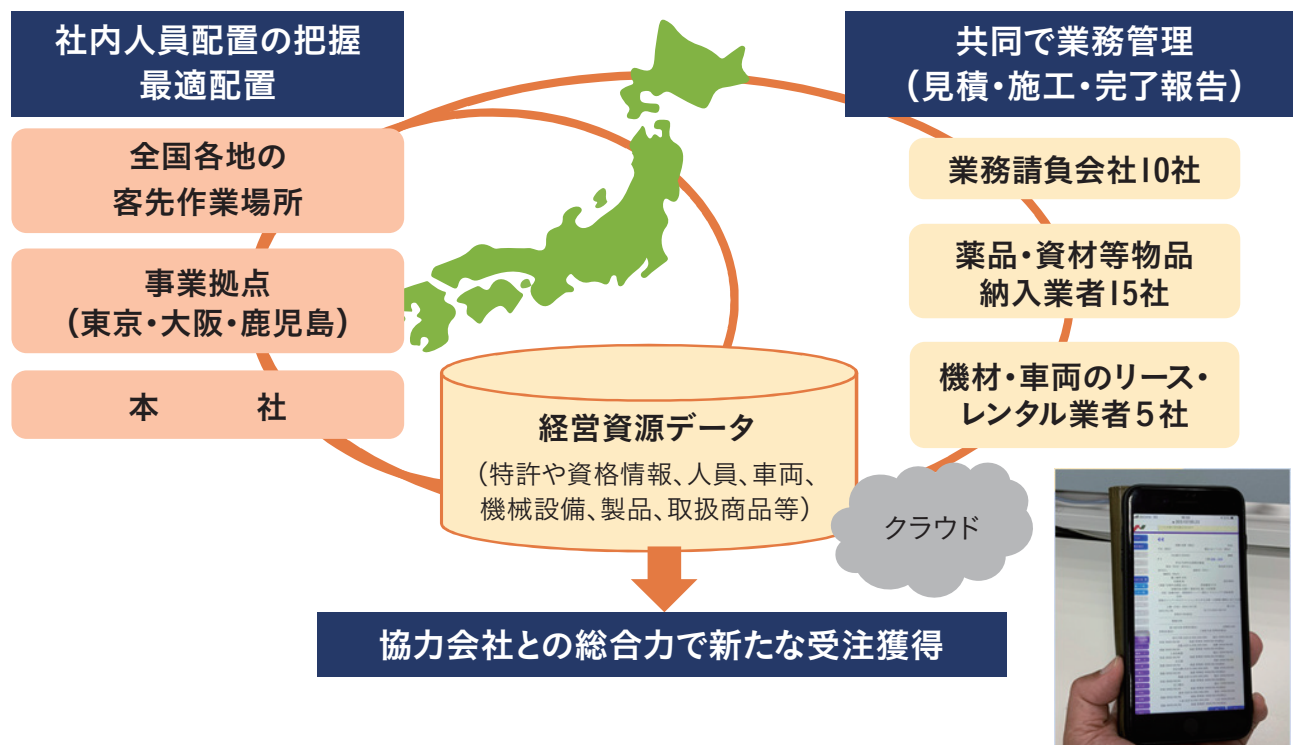 社内人員配置の把握
最適配置
全国各地の
客先作業場所
事業拠点
（東京・大阪・鹿児島）
本　　　社
共同で業務管理
（見積・施工・完了報告）
業務請負会社10社
薬品・資材等物品
納入業者15社
機材・車両のリース・
レンタル業者5社
経営資源データ
（特許や資格情報、人員、車両、
機械設備、製品、取扱商品等）
クラウド
協力会社との総合力で新たな受注獲得